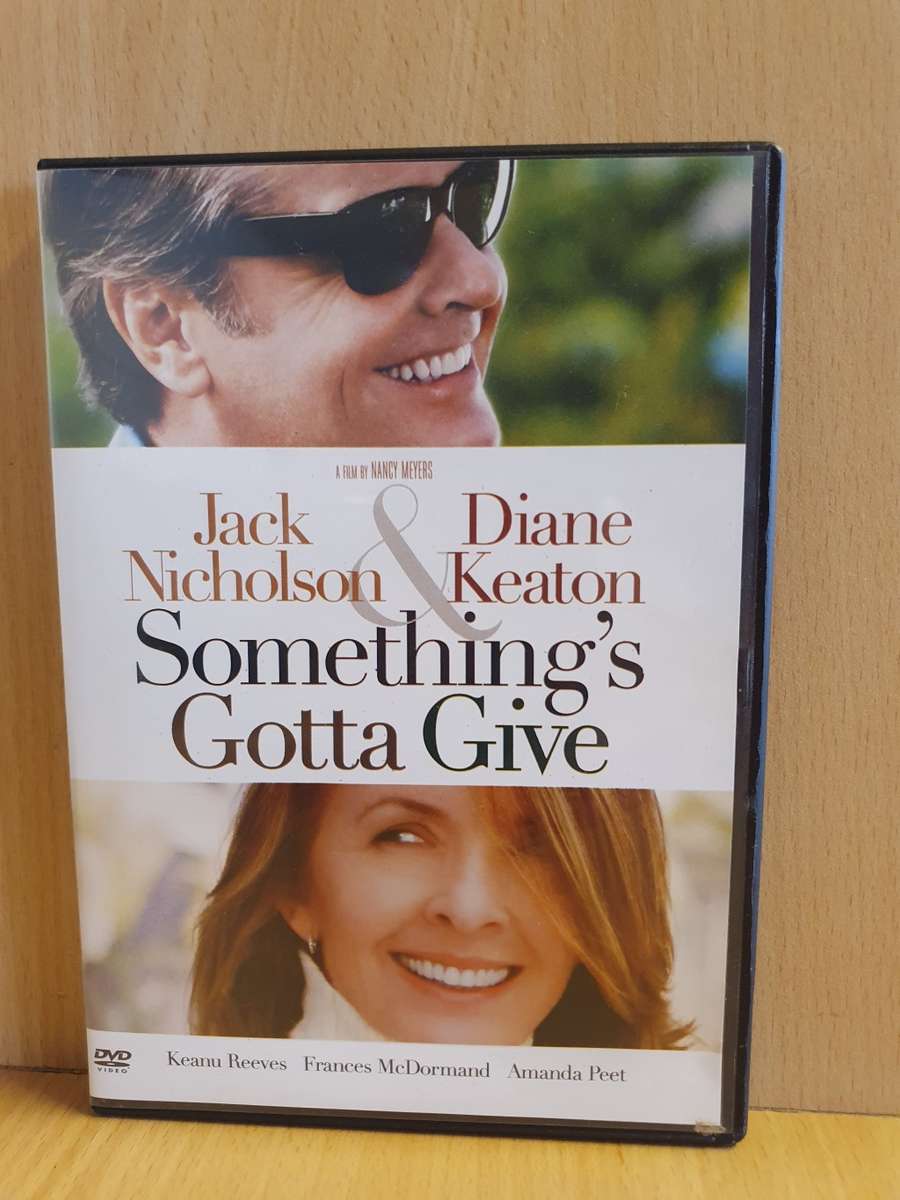 A FILM BY NANCY MEYERS
Jack Nicholson
&
Diane Keaton
Something's
Gotta Give
DVD
VIDEO
Keanu Reeves Frances McDormand Amanda Peet